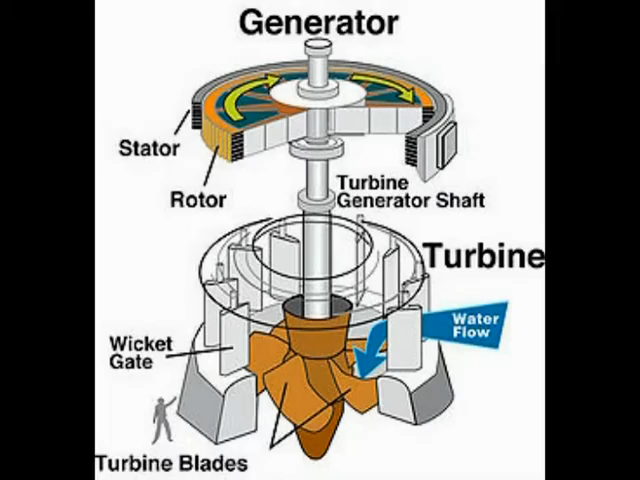 Generator
Stator
Rotor
Turbine
Generator Shaft
Turbine
Water
Flow
Wicket
Gate
Turbine Blades